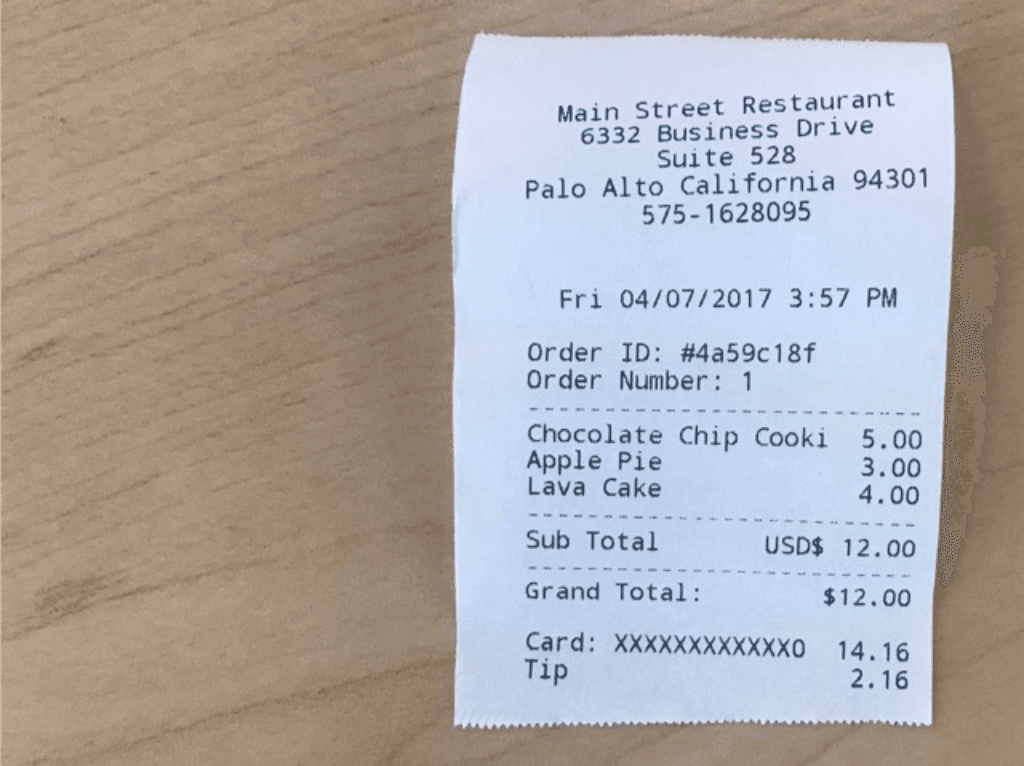 Main Street Restaurant
6332 Business Drive
Suite 528
Palo Alto California 94301
575-1628095
Fri 04/07/2017 3:57 PM
Order ID: #4a59c18f
Order Number: 1
Chocolate Chip Cooki 5.00
Apple Pie 3.00
Lava Cake 4.00
Sub Total USD$ 12.00
Grand Total: $12.00
Card: XXXXXXXXXXXXO 14.16
Tip 2.16